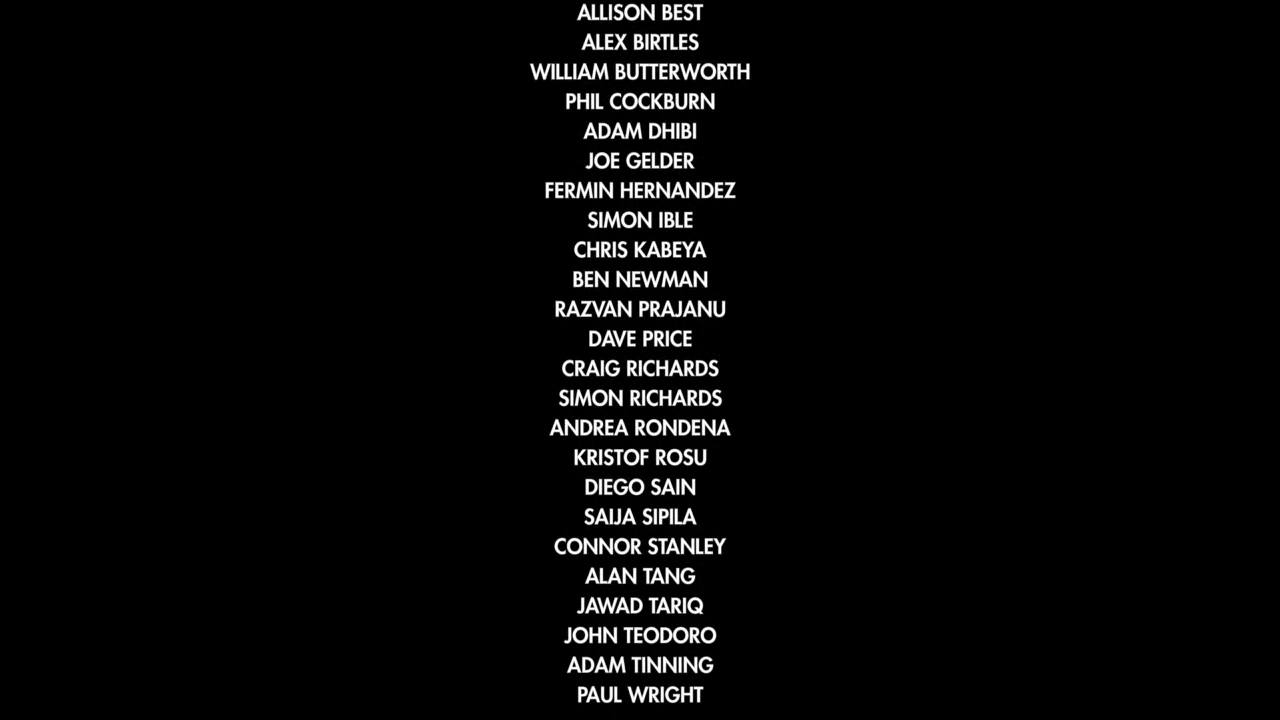 ALLISON BEST
ALEX BIRTLES
WILLIAM BUTTERWORTH
PHIL COCKBURN
ADAM DHIBI
JOE GELDER
FERMIN HERNANDEZ
SIMON IBLE
CHRIS KABEYA
BEN NEWMAN
RAZVAN PRAJANU
DAVE PRICE
CRAIG RICHARDS
SIMON RICHARDS
ANDREA RONDENA
KRISTOF ROSU
DIEGO SAIN
SAIJA SIPILA
CONNOR STANLEY
ALAN TANG
JAWAD TARIQ
JOHN TEODORO
ADAM TINNING
PAUL WRIGHT